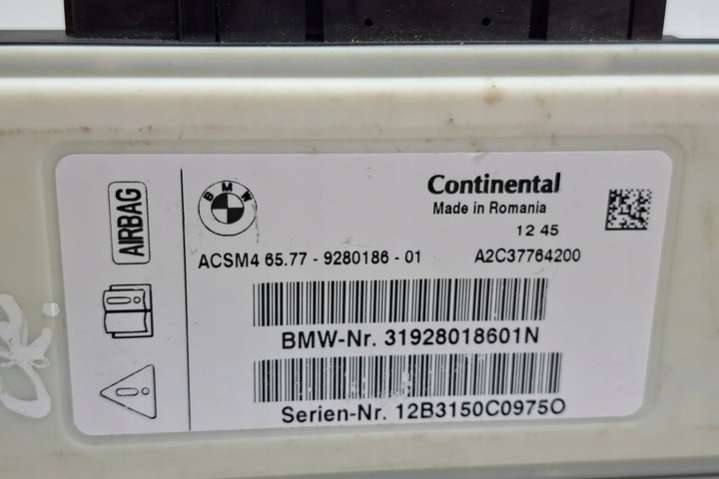 AIRBAG
BMW
Continental
Made in Romania
12 45
ACSM4 65.77 - 9280186 - 01 A2C37764200
BMW-Nr. 31928018601N
Serien-Nr. 12B3150C0975O